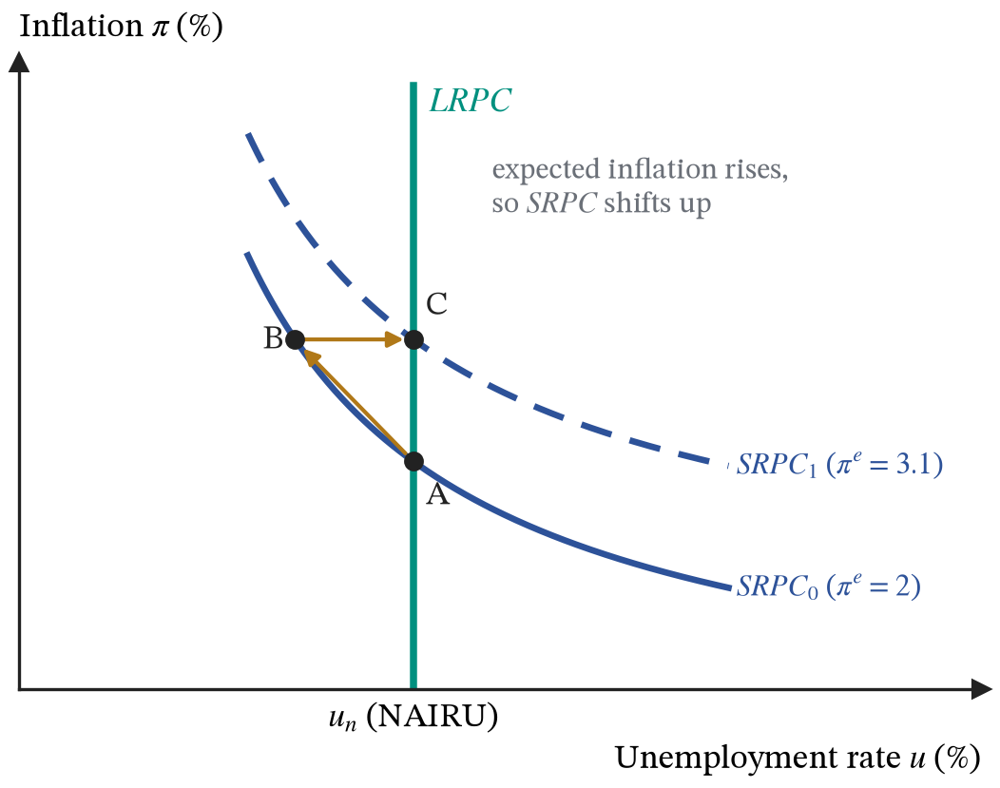 Inflation π (%)
LRPC
expected inflation rises,
so SRPC shifts up
C
B
A
SRPC₁ (πᵉ = 3.1)
SRPC₀ (πᵉ = 2)
uₙ (NAIRU)
Unemployment rate u (%)